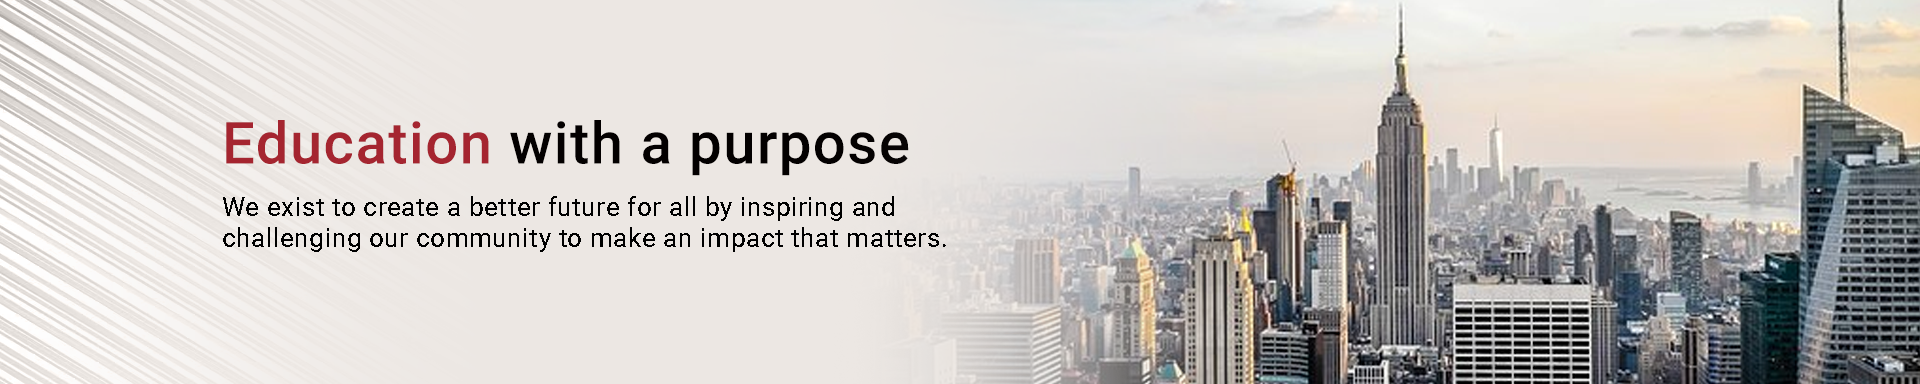 Education with a purpose
We exist to create a better future for all by inspiring and
challenging our community to make an impact that matters.